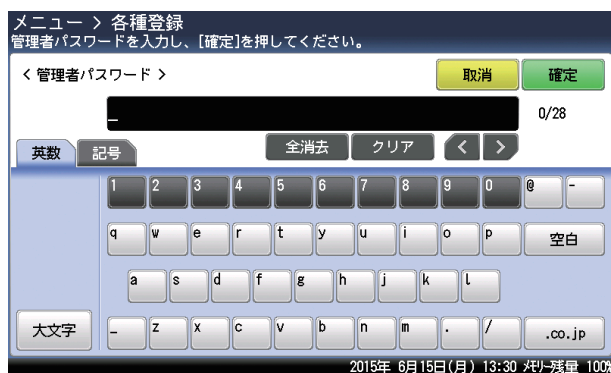 メニュー > 各種登録
管理者パスワードを入力し、[確定]を押してください。
< 管理者パスワード >
取消
確定
_
0/28
英数
記号
全消去
クリア
<
>
1 2 3 4 5 6 7 8 9 0 @ -
q w e r t y u i o p 空白
a s d f g h j k l
大文字 _ z x c v b n m . / .co.jp
2015年 6月15日(月) 13:30 メモリー残量 100%